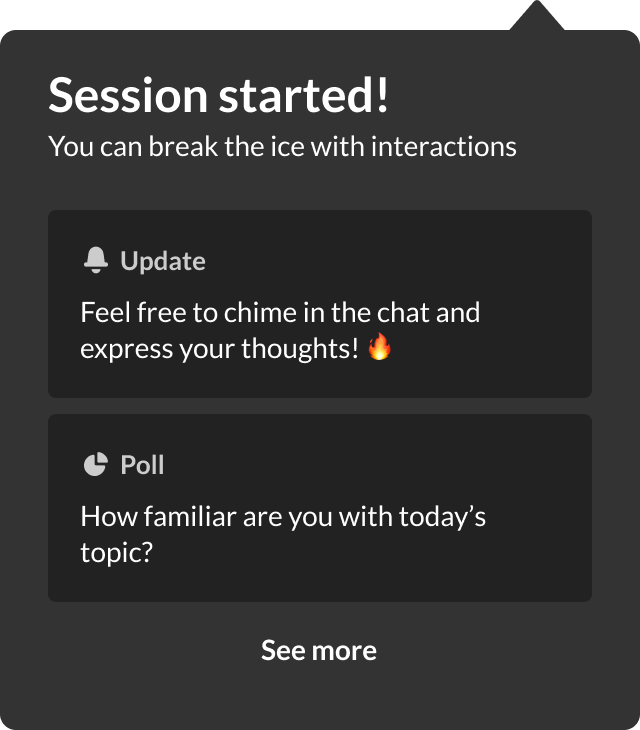 Session started!
You can break the ice with interactions
Update
Feel free to chime in the chat and
express your thoughts! 🔥
Poll
How familiar are you with today’s
topic?
See more